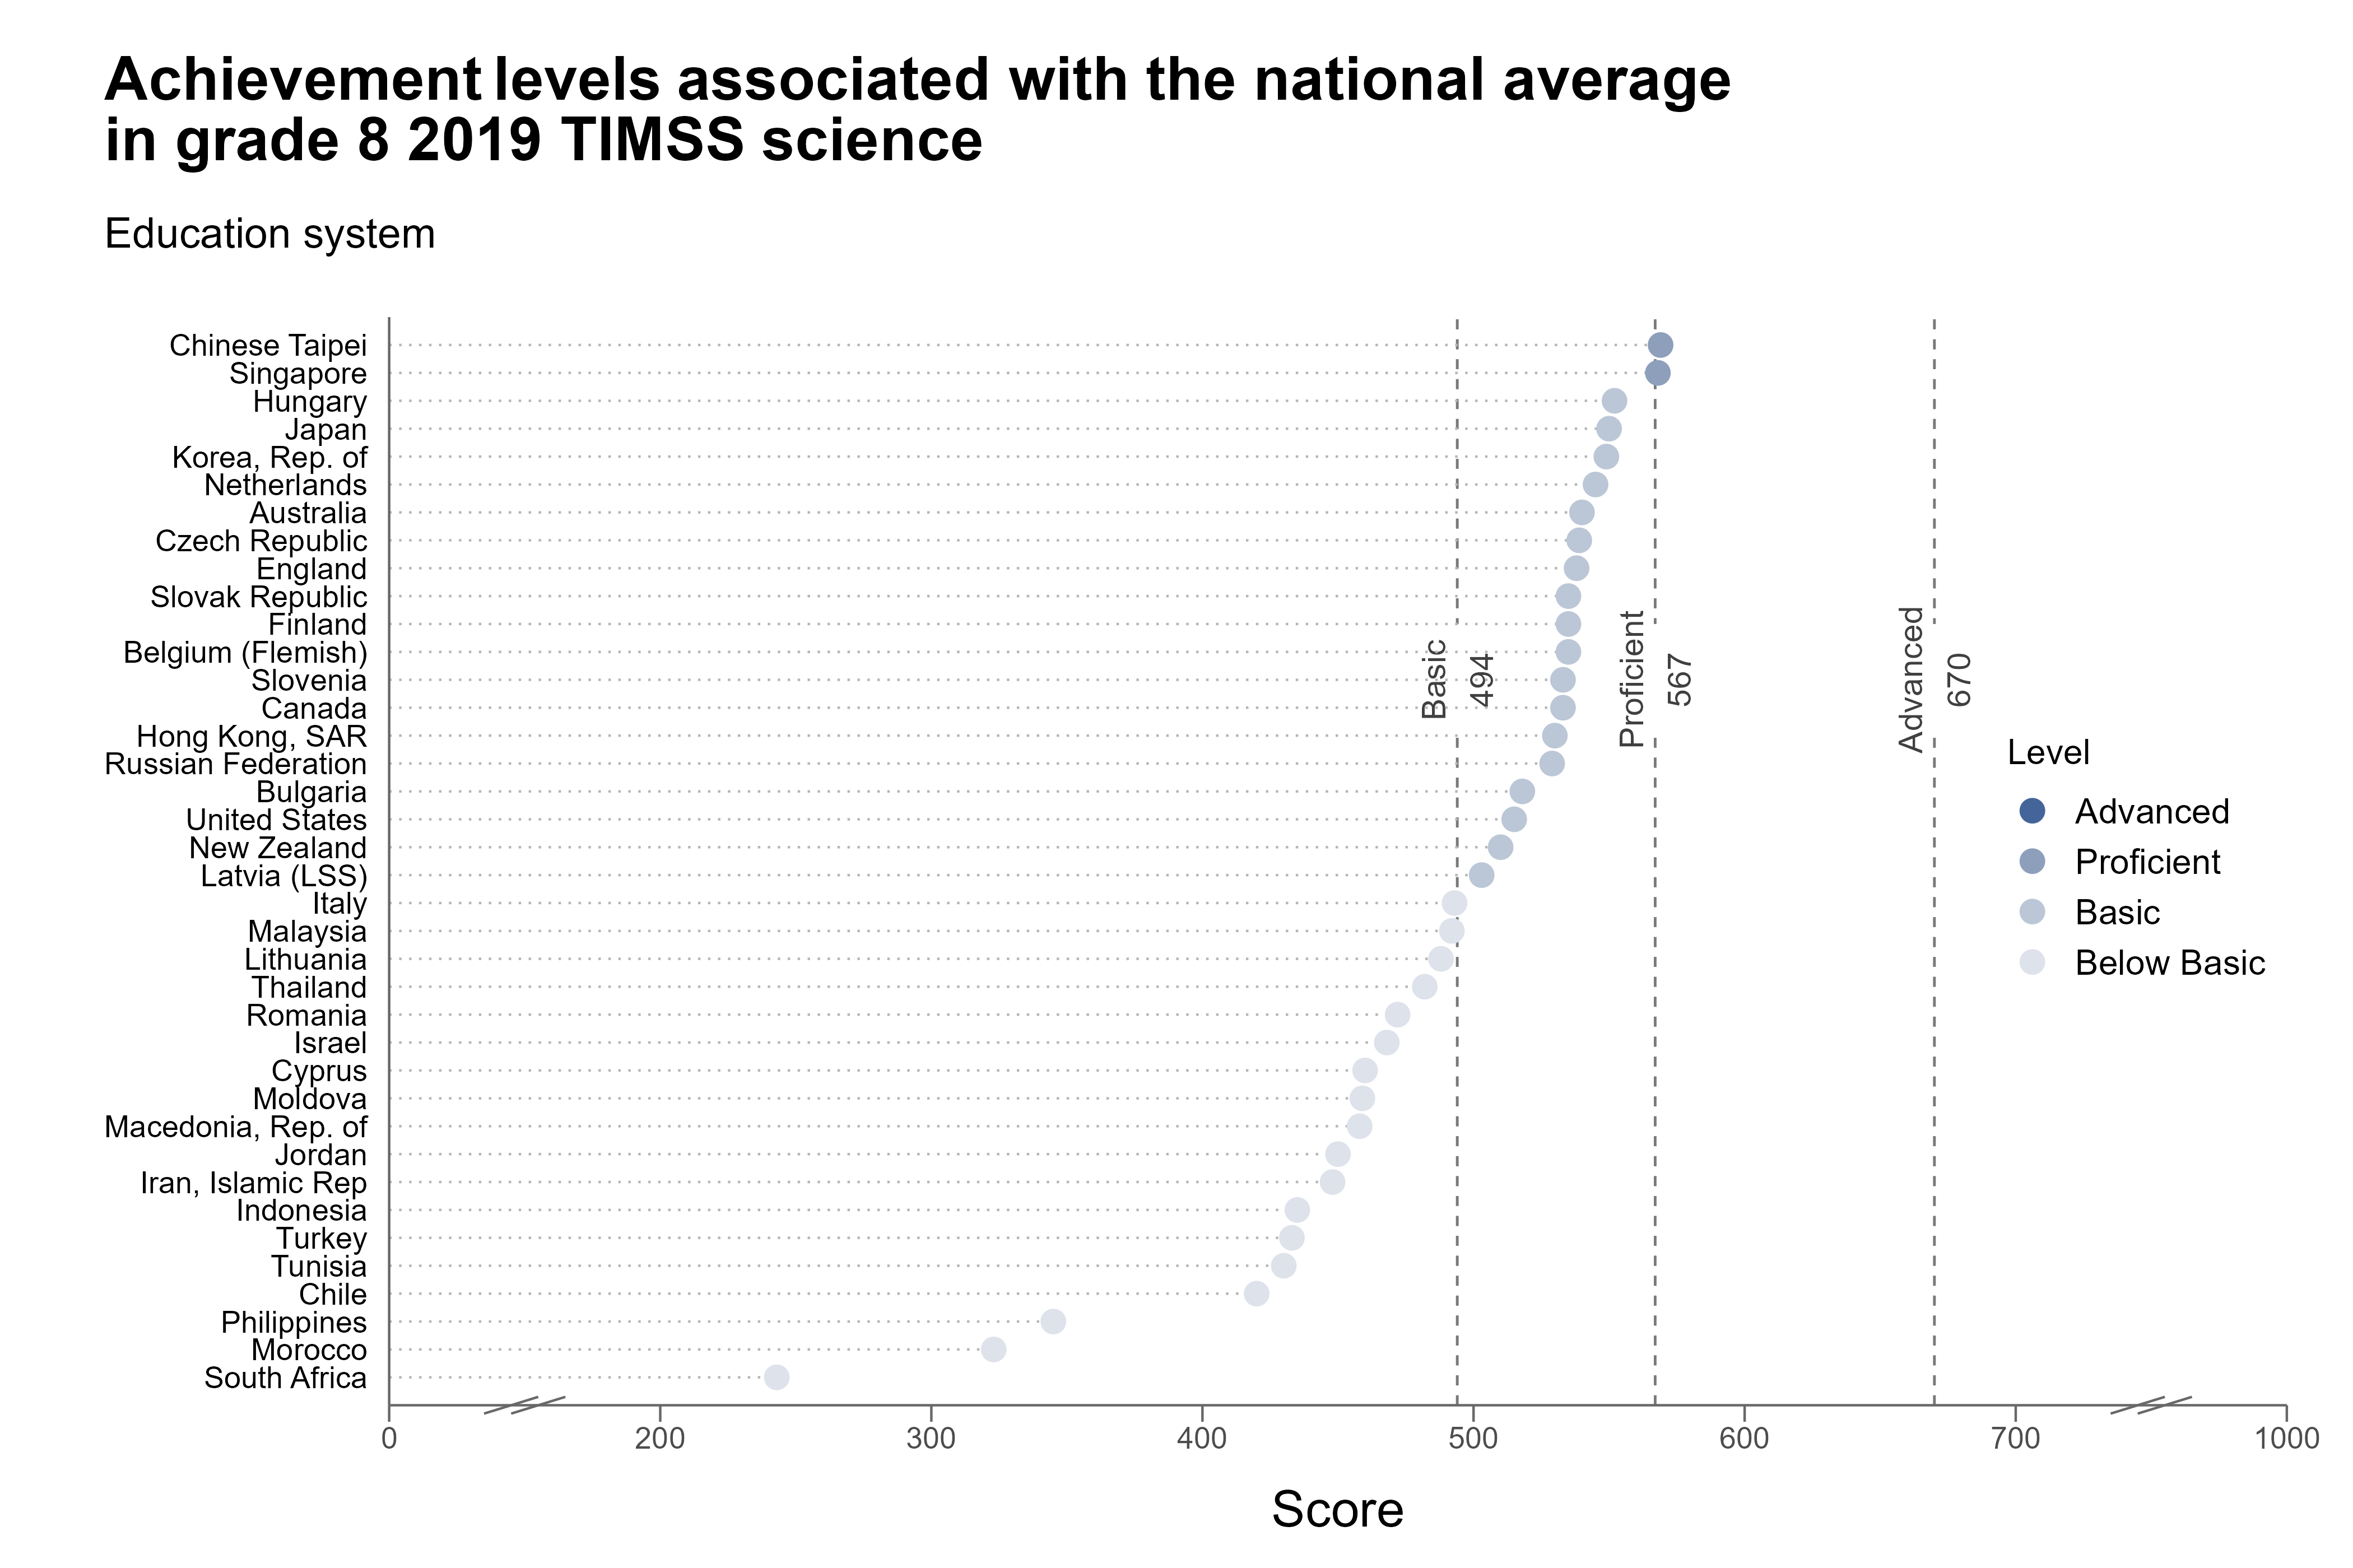 Achievement levels associated with the national average
in grade 8 2019 TIMSS science
Education system
Chinese Taipei
Singapore
Hungary
Japan
Korea, Rep. of
Netherlands
Australia
Czech Republic
England
Slovak Republic
Finland
Belgium (Flemish)
Slovenia
Canada
Hong Kong, SAR
Russian Federation
Bulgaria
United States
New Zealand
Latvia (LSS)
Italy
Malaysia
Lithuania
Thailand
Romania
Israel
Cyprus
Moldova
Macedonia, Rep. of
Jordan
Iran, Islamic Rep
Indonesia
Turkey
Tunisia
Chile
Philippines
Morocco
South Africa
Basic
494
Proficient
567
Advanced
670
Level
Advanced
Proficient
Basic
Below Basic
0 200 300 400 500 600 700 1000
Score